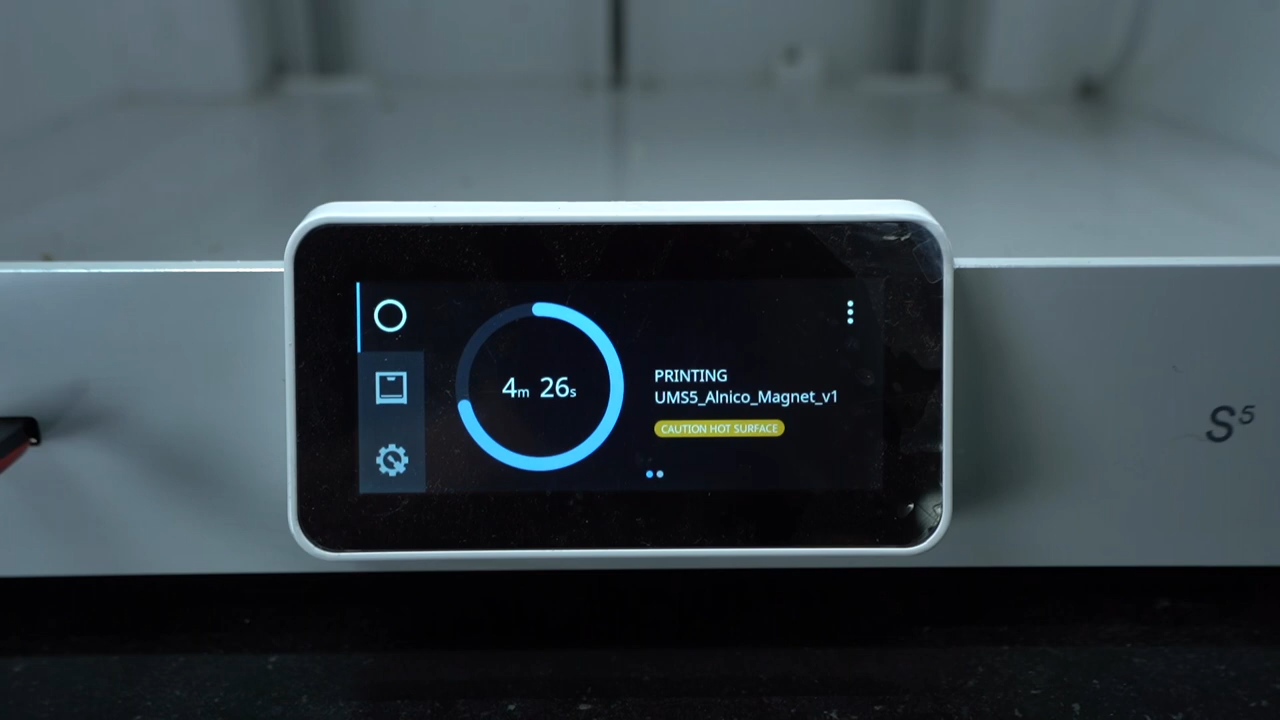 4m 26s
PRINTING
UMS5_Alnico_Magnet_v1
CAUTION HOT SURFACE
S5